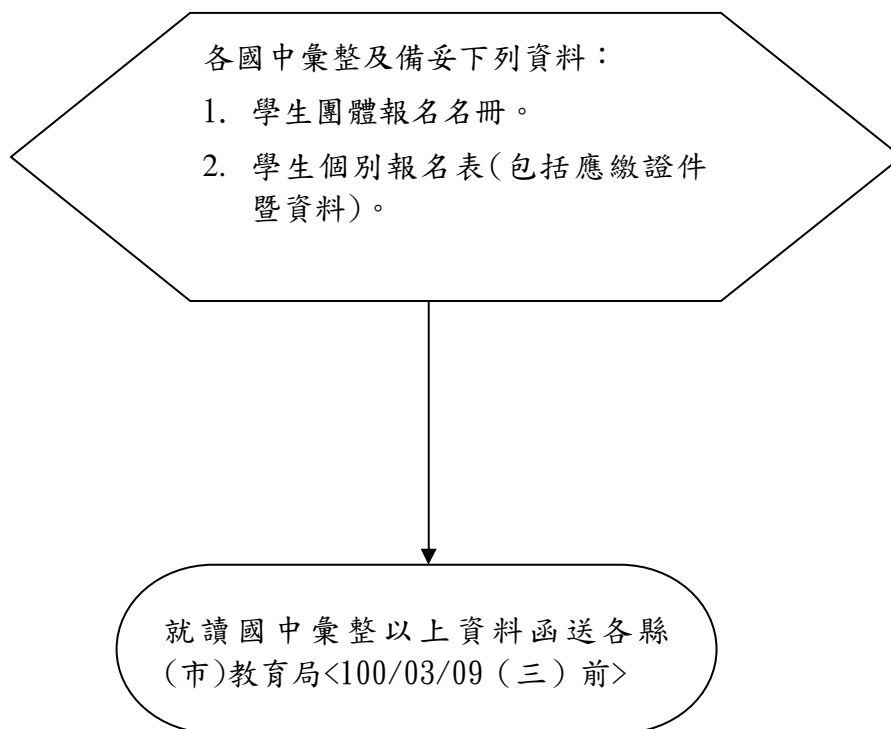 各國中彙整及備妥下列資料：
1. 學生團體報名名冊。
2. 學生個別報名表(包括應繳證件
暨資料)。
就讀國中彙整以上資料函送各縣
(市)教育局<100/03/09（三）前>